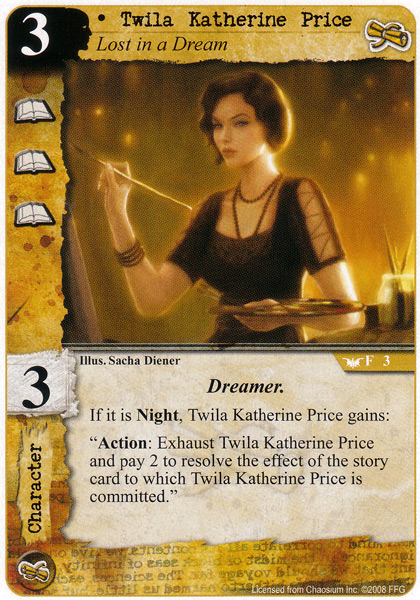 3
• Twila Katherine Price
Lost in a Dream
Illus. Sacha Diener
F 3
3
Dreamer.
If it is Night, Twila Katherine Price gains:
“Action: Exhaust Twila Katherine Price
and pay 2 to resolve the effect of the story
card to which Twila Katherine Price is
committed.”
Character
Licensed from Chaosium Inc. ©2008 FFG